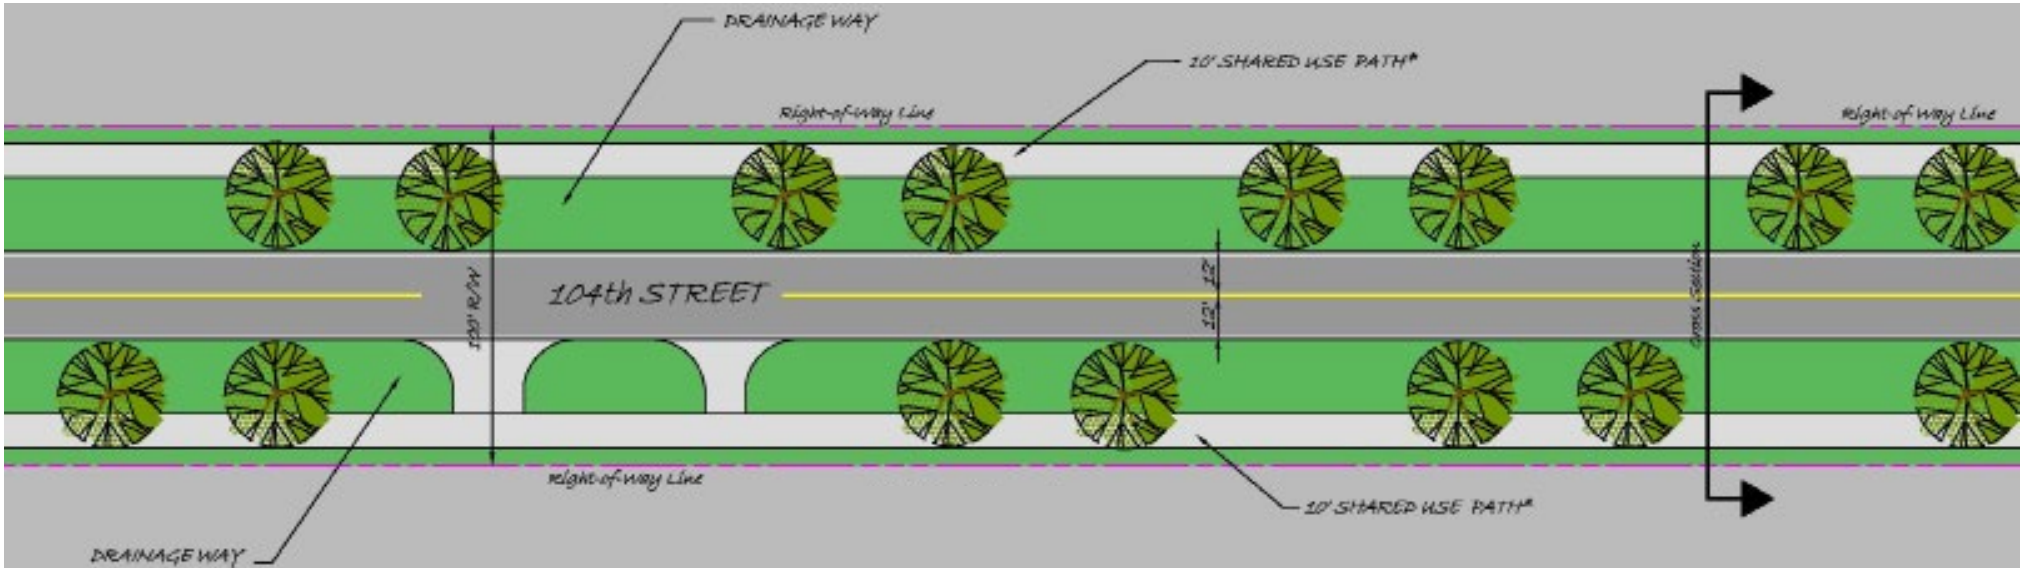 DRAINAGE WAY
10' SHARED USE PATH*
Right-of-Way Line
Right-of-Way Line
104th STREET
100' R/W
12'
12'
Cross Section
Right-of-Way Line
10' SHARED USE PATH*
DRAINAGE WAY